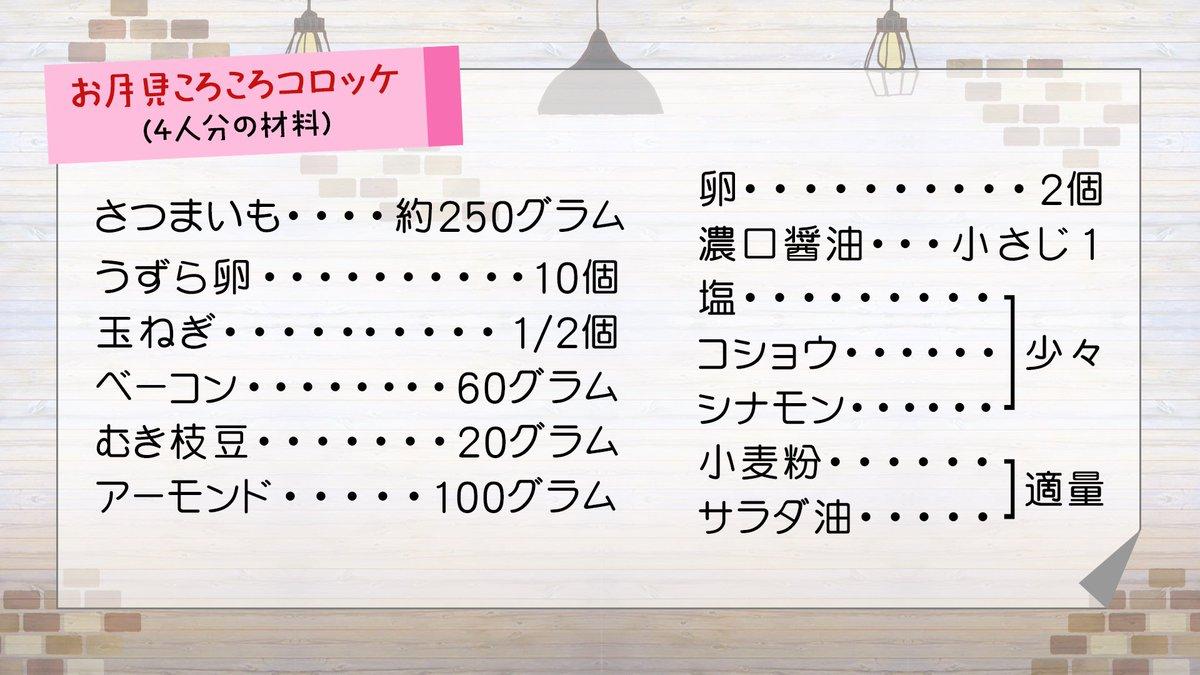 お月見ころころコロッケ
(4人分の材料)
さつまいも・・・・約250グラム
うずら卵・・・・・・・・・・10個
玉ねぎ・・・・・・・・・・1/2個
ベーコン・・・・・・・・60グラム
むき枝豆・・・・・・・20グラム
アーモンド・・・・・100グラム
卵・・・・・・・・・・2個
濃口醤油・・・小さじ1
塩・・・・・・・・・
コショウ・・・・・・
シナモン・・・・・・
少々
小麦粉・・・・・・
サラダ油・・・・・
適量